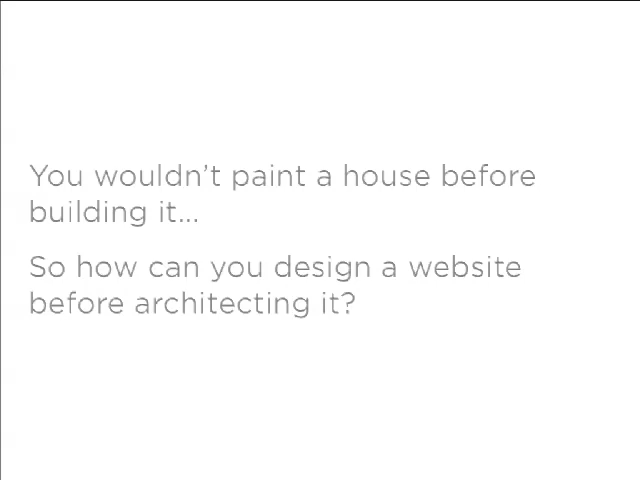 You wouldn’t paint a house before
building it...
So how can you design a website
before architecting it?